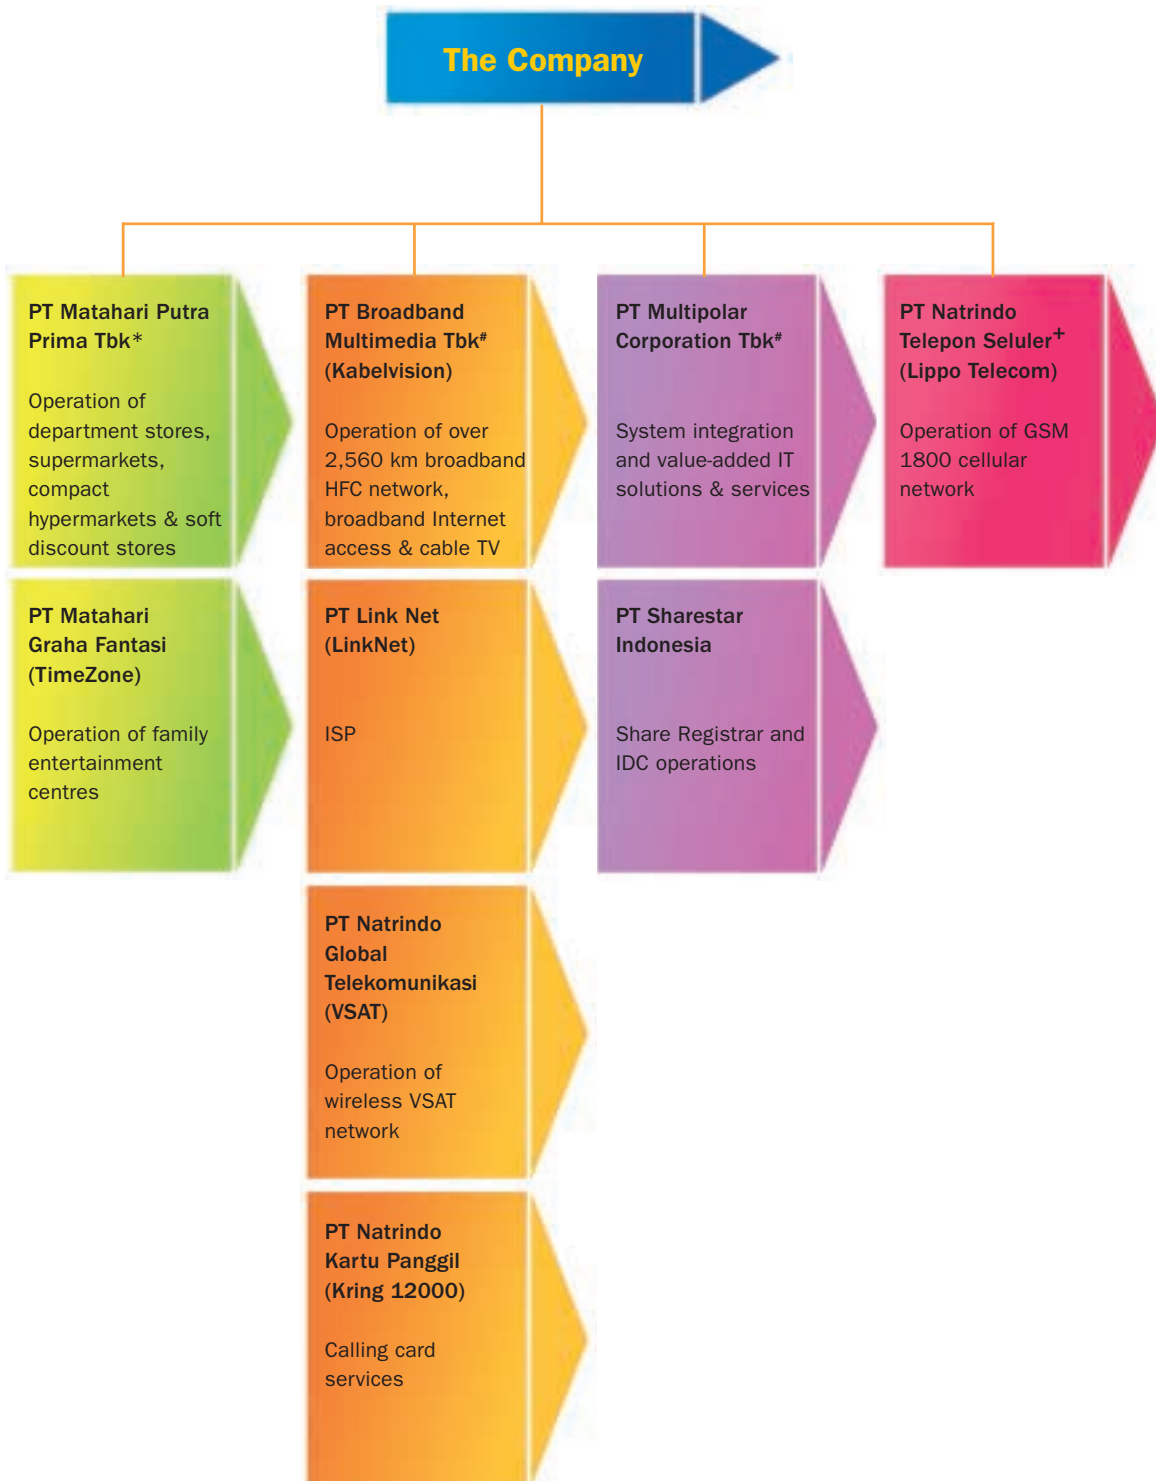 The Company
PT Matahari Putra
Prima Tbk*
Operation of
department stores,
supermarkets,
compact
hypermarkets & soft
discount stores
PT Broadband
Multimedia Tbk#
(Kabelvision)
Operation of over
2,560 km broadband
HFC network,
broadband Internet
access & cable TV
PT Multipolar
Corporation Tbk#
System integration
and value-added IT
solutions & services
PT Natrindo
Telepon Seluler+
(Lippo Telecom)
Operation of GSM
1800 cellular
network
PT Matahari
Graha Fantasi
(TimeZone)
Operation of family
entertainment
centres
PT Link Net
(LinkNet)
ISP
PT Sharestar
Indonesia
Share Registrar and
IDC operations
PT Natrindo
Global
Telekomunikasi
(VSAT)
Operation of
wireless VSAT
network
PT Natrindo
Kartu Panggil
(Kring 12000)
Calling card
services